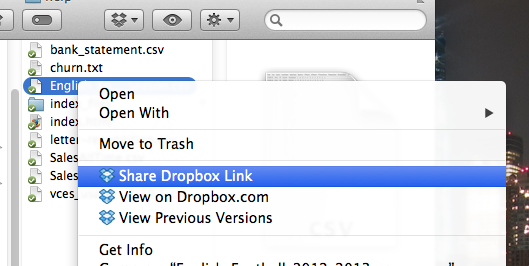 bank_statement.csv
churn.txt
Englis
index
index
letter
Sales
Sales
vces_
Open
Open With
Move to Trash
Share Dropbox Link
View on Dropbox.com
View Previous Versions
CSV
Get Info